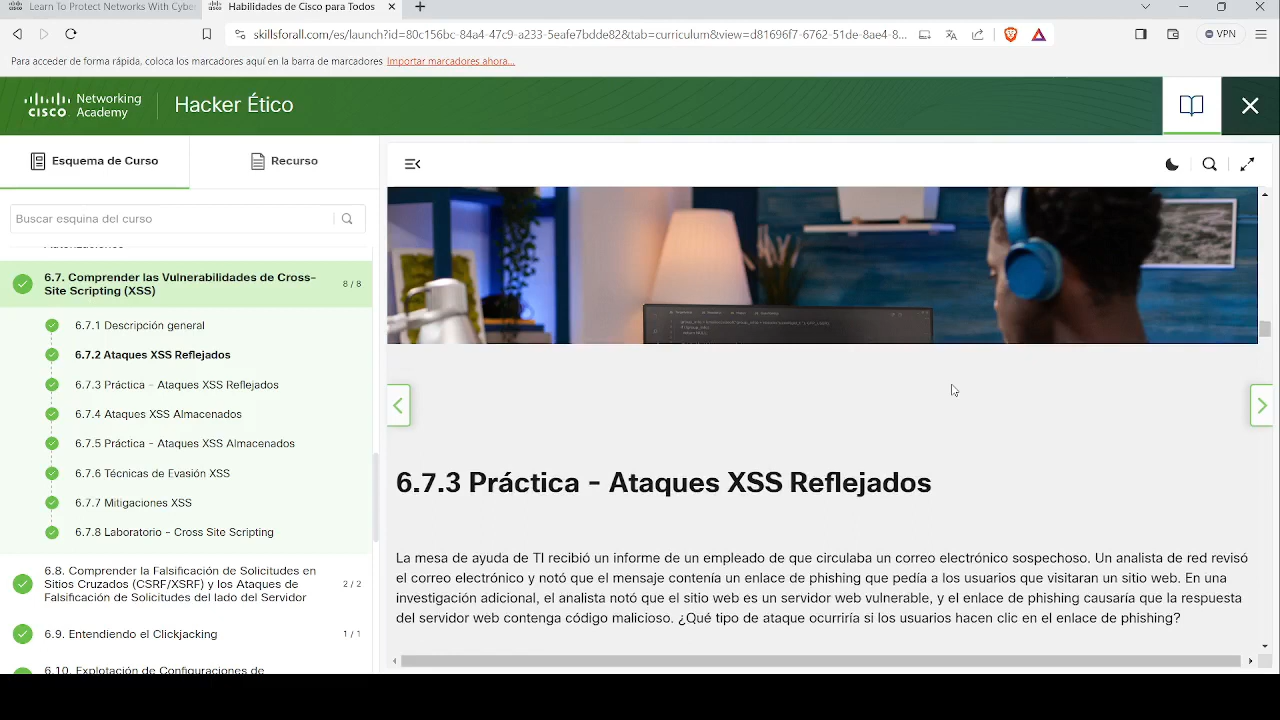 Learn To Protect Networks With Cyber
Habilidades de Cisco para Todos
skillsforall.com/es/launch?id=80c156bc-84a4-47c9-a233-5eafe7bdde82&tab=curriculum&view=d81696f7-6762-51de-8ae4-8...
VPN
Para acceder de forma rápida, coloca los marcadores aquí en la barra de marcadores Importar marcadores ahora...
CISCO Networking Academy
Hacker Ético
Esquema de Curso
Recurso
Buscar esquina del curso
Autorizaciones
6.7. Comprender las Vulnerabilidades de Cross-
Site Scripting (XSS)
8 / 8
6.7.1 Descripción general
6.7.2 Ataques XSS Reflejados
6.7.3 Práctica - Ataques XSS Reflejados
6.7.4 Ataques XSS Almacenados
6.7.5 Práctica - Ataques XSS Almacenados
6.7.6 Técnicas de Evasión XSS
6.7.7 Mitigaciones XSS
6.7.8 Laboratorio - Cross Site Scripting
6.8. Comprender la Falsificación de Solicitudes en
Sitios Cruzados (CSRF/XSRF) y los Ataques de
Falsificación de Solicitudes del lado del Servidor
2 / 2
6.9. Entendiendo el Clickjacking
1 / 1
6.10. Explotación de Configuraciones de
6.7.3 Práctica - Ataques XSS Reflejados
La mesa de ayuda de TI recibió un informe de un empleado de que circulaba un correo electrónico sospechoso. Un analista de red revisó
el correo electrónico y notó que el mensaje contenía un enlace de phishing que pedía a los usuarios que visitaran un sitio web. En una
investigación adicional, el analista notó que el sitio web es un servidor web vulnerable, y el enlace de phishing causaría que la respuesta
del servidor web contenga código malicioso. ¿Qué tipo de ataque ocurriría si los usuarios hacen clic en el enlace de phishing?